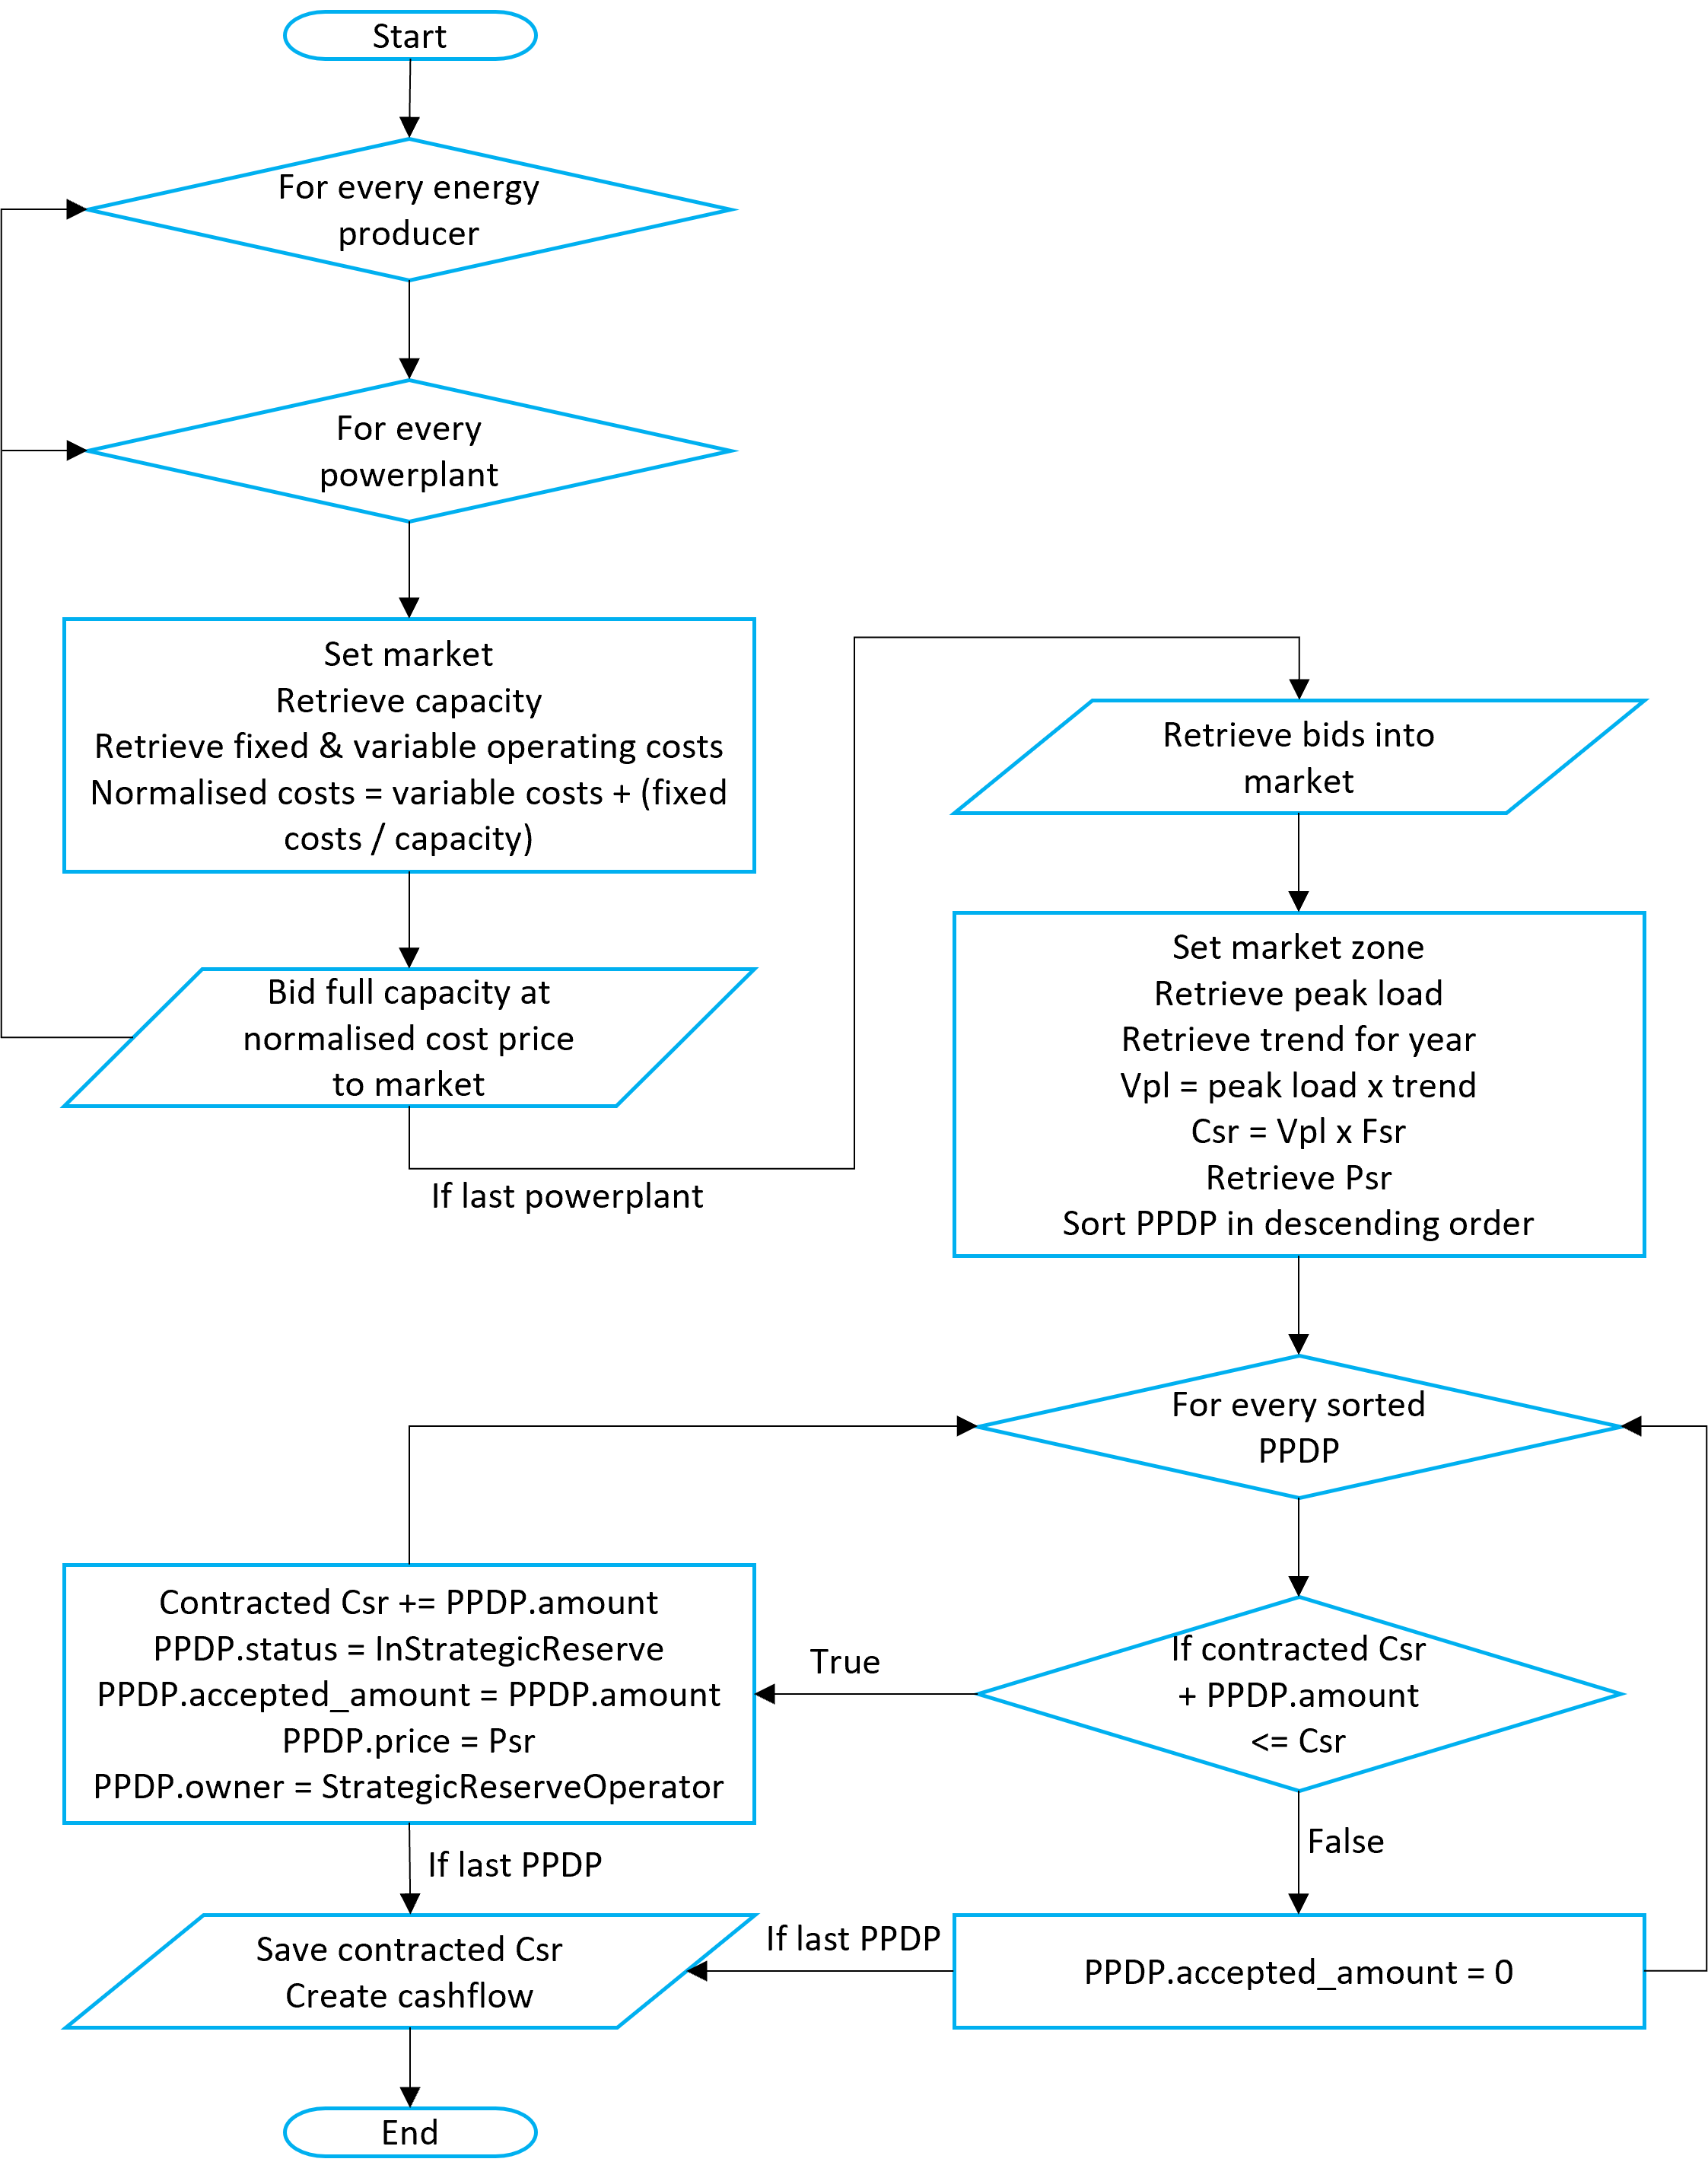 Start
For every energy
producer
For every
powerplant
Set market
Retrieve capacity
Retrieve fixed & variable operating costs
Normalised costs = variable costs + (fixed
costs / capacity)
Bid full capacity at
normalised cost price
to market
If last powerplant
Retrieve bids into
market
Set market zone
Retrieve peak load
Retrieve trend for year
Vpl = peak load x trend
Csr = Vpl x Fsr
Retrieve Psr
Sort PPDP in descending order
For every sorted
PPDP
If contracted Csr
+ PPDP.amount
<= Csr
True
Contracted Csr += PPDP.amount
PPDP.status = InStrategicReserve
PPDP.accepted_amount = PPDP.amount
PPDP.price = Psr
PPDP.owner = StrategicReserveOperator
False
If last PPDP
PPDP.accepted_amount = 0
If last PPDP
Save contracted Csr
Create cashflow
End